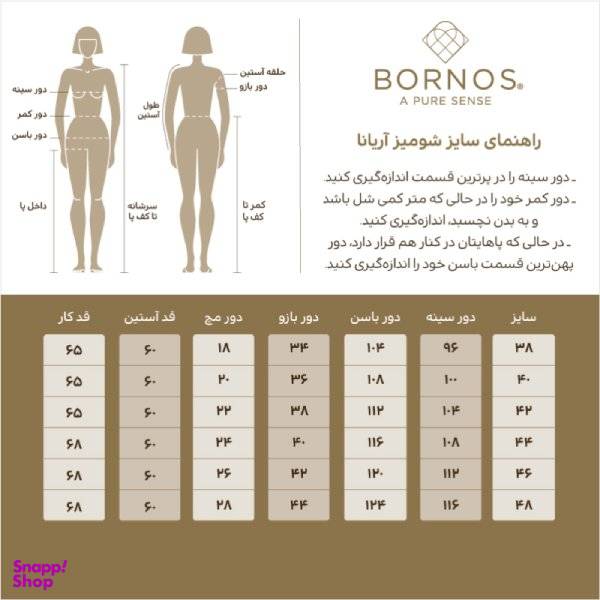 BORNOS®
A PURE SENSE
راهنمای سایز شومیز آریانا
ـ دور سینه را در پرترین قسمت اندازه‌گیری کنید.
ـ دور کمر خود را در حالی که متر کمی شل باشد
و به بدن نچسبد، اندازه‌گیری کنید.
ـ در حالی که پاهایتان در کنار هم قرار دارد، دور
پهن‌ترین قسمت باسن خود را اندازه‌گیری کنید.
حلقه آستین
دور بازو
طول
آستین
کمر تا
کف پا
دور سینه
دور کمر
دور باسن
داخل پا
سرشانه
تا کف پا
سایز دور سینه دور باسن دور بازو دور مچ قد آستین قد کار
۳۸ ۹۶ ۱۰۴ ۳۴ ۱۸ ۶۰ ۶۵
۴۰ ۱۰۰ ۱۰۸ ۳۶ ۲۰ ۶۰ ۶۵
۴۲ ۱۰۴ ۱۱۲ ۳۸ ۲۲ ۶۰ ۶۵
۴۴ ۱۰۸ ۱۱۶ ۴۰ ۲۴ ۶۰ ۶۸
۴۶ ۱۱۲ ۱۲۰ ۴۲ ۲۶ ۶۰ ۶۸
۴۸ ۱۱۶ ۱۲۴ ۴۴ ۲۸ ۶۰ ۶۸
Snapp!
Shop